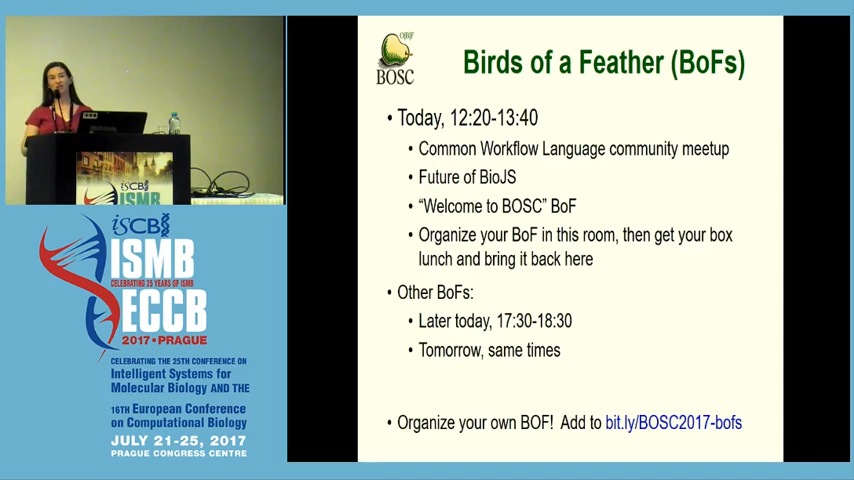 iSCB
ISMB
iSCB
ISMB
CELEBRATING 25 YEARS OF ISMB
ECCB
2017•PRAGUE
CELEBRATING THE 25TH CONFERENCE ON
Intelligent Systems for
Molecular Biology AND THE
16TH European Conference
on Computational Biology
JULY 21-25, 2017
PRAGUE CONGRESS CENTRE
O|B|F
BOSC
Birds of a Feather (BoFs)
• Today, 12:20-13:40
• Common Workflow Language community meetup
• Future of BioJS
• “Welcome to BOSC” BoF
• Organize your BoF in this room, then get your box
lunch and bring it back here
• Other BoFs:
• Later today, 17:30-18:30
• Tomorrow, same times
• Organize your own BOF! Add to bit.ly/BOSC2017-bofs